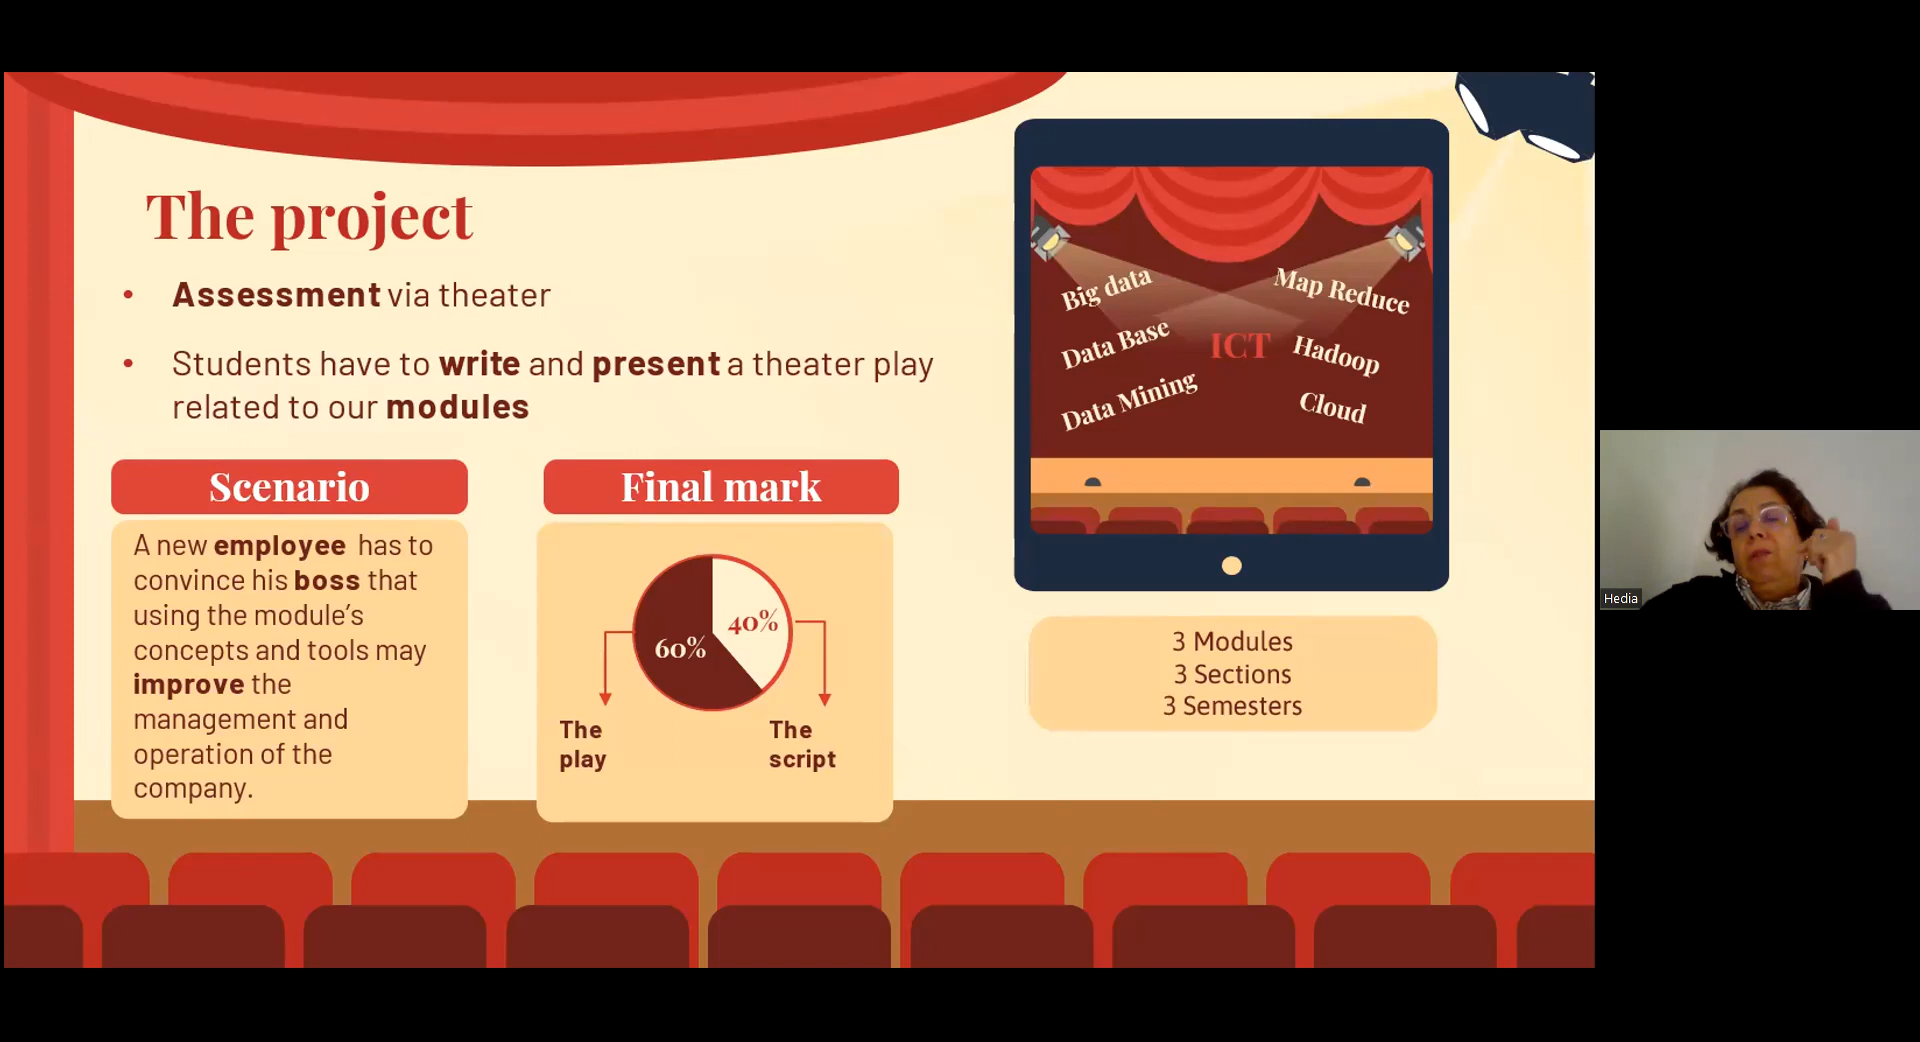 The project
• Assessment via theater
• Students have to write and present a theater play
related to our modules
Scenario
A new employee has to
convince his boss that
using the module’s
concepts and tools may
improve the
management and
operation of the
company.
Final mark
60%
40%
The
play
The
script
Big data
Data Base
Data Mining
ICT
Map Reduce
Hadoop
Cloud
3 Modules
3 Sections
3 Semesters
Hedia